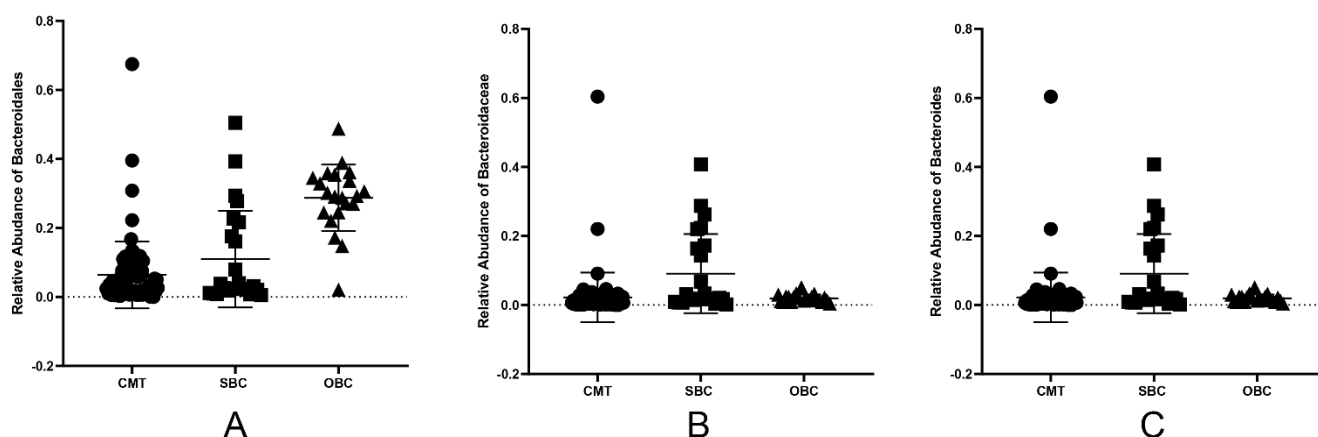 Relative Abudance of Bacteroidales
0.8
0.6
0.4
0.2
0.0
-0.2
CMT SBC OBC
A
Relative Abudance of Bacteroidaceae
0.8
0.6
0.4
0.2
0.0
-0.2
CMT SBC OBC
B
Relative Abudance of Bacteroides
0.8
0.6
0.4
0.2
0.0
-0.2
CMT SBC OBC
C